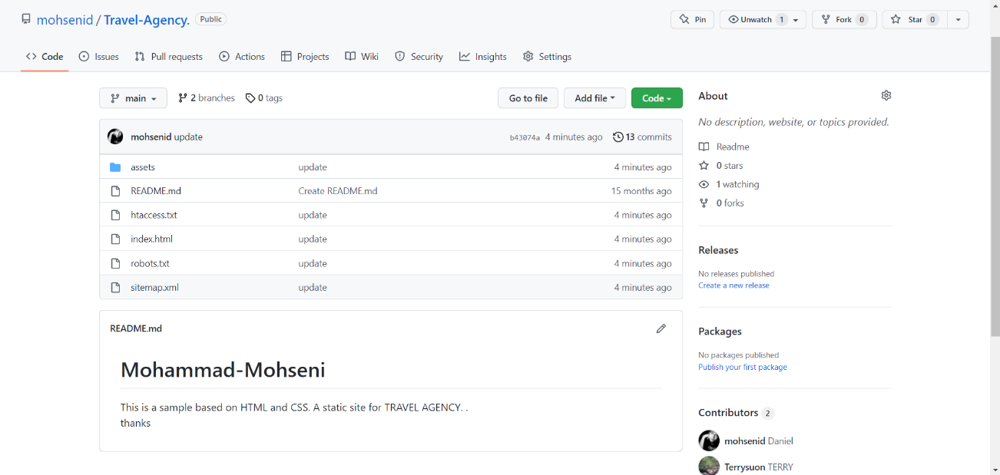 mohsenid / Travel-Agency. Public
Pin Unwatch 1 Fork 0 Star 0
Code Issues Pull requests Actions Projects Wiki Security Insights Settings
main 2 branches 0 tags Go to file Add file Code
mohsenid update b43074a 4 minutes ago 13 commits
assets update 4 minutes ago
README.md Create README.md 15 months ago
htaccess.txt update 4 minutes ago
index.html update 4 minutes ago
robots.txt update 4 minutes ago
sitemap.xml update 4 minutes ago
README.md
Mohammad-Mohseni
This is a sample based on HTML and CSS. A static site for TRAVEL AGENCY. .
thanks
About
No description, website, or topics provided.
Readme
0 stars
1 watching
0 forks
Releases
No releases published
Create a new release
Packages
No packages published
Publish your first package
Contributors 2
mohsenid Daniel
Terrysuon TERRY